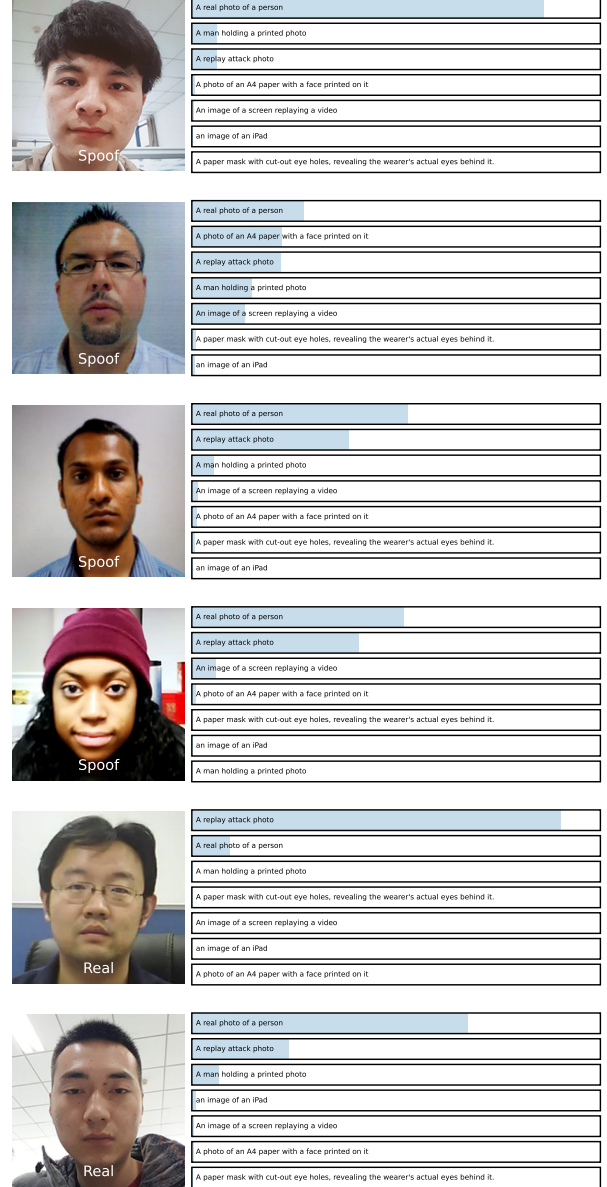 A real photo of a person
A man holding a printed photo
A replay attack photo
A photo of an A4 paper with a face printed on it
An image of a screen replaying a video
an image of an iPad
A paper mask with cut-out eye holes, revealing the wearer's actual eyes behind it.
Spoof
A real photo of a person
A photo of an A4 paper with a face printed on it
A replay attack photo
A man holding a printed photo
An image of a screen replaying a video
A paper mask with cut-out eye holes, revealing the wearer's actual eyes behind it.
an image of an iPad
Spoof
A real photo of a person
A replay attack photo
A man holding a printed photo
An image of a screen replaying a video
A photo of an A4 paper with a face printed on it
A paper mask with cut-out eye holes, revealing the wearer's actual eyes behind it.
an image of an iPad
Spoof
A real photo of a person
A replay attack photo
An image of a screen replaying a video
A photo of an A4 paper with a face printed on it
A paper mask with cut-out eye holes, revealing the wearer's actual eyes behind it.
an image of an iPad
A man holding a printed photo
Spoof
A replay attack photo
A real photo of a person
A man holding a printed photo
A paper mask with cut-out eye holes, revealing the wearer's actual eyes behind it.
An image of a screen replaying a video
an image of an iPad
A photo of an A4 paper with a face printed on it
Real
A real photo of a person
A replay attack photo
A man holding a printed photo
an image of an iPad
An image of a screen replaying a video
A photo of an A4 paper with a face printed on it
A paper mask with cut-out eye holes, revealing the wearer's actual eyes behind it.
Real